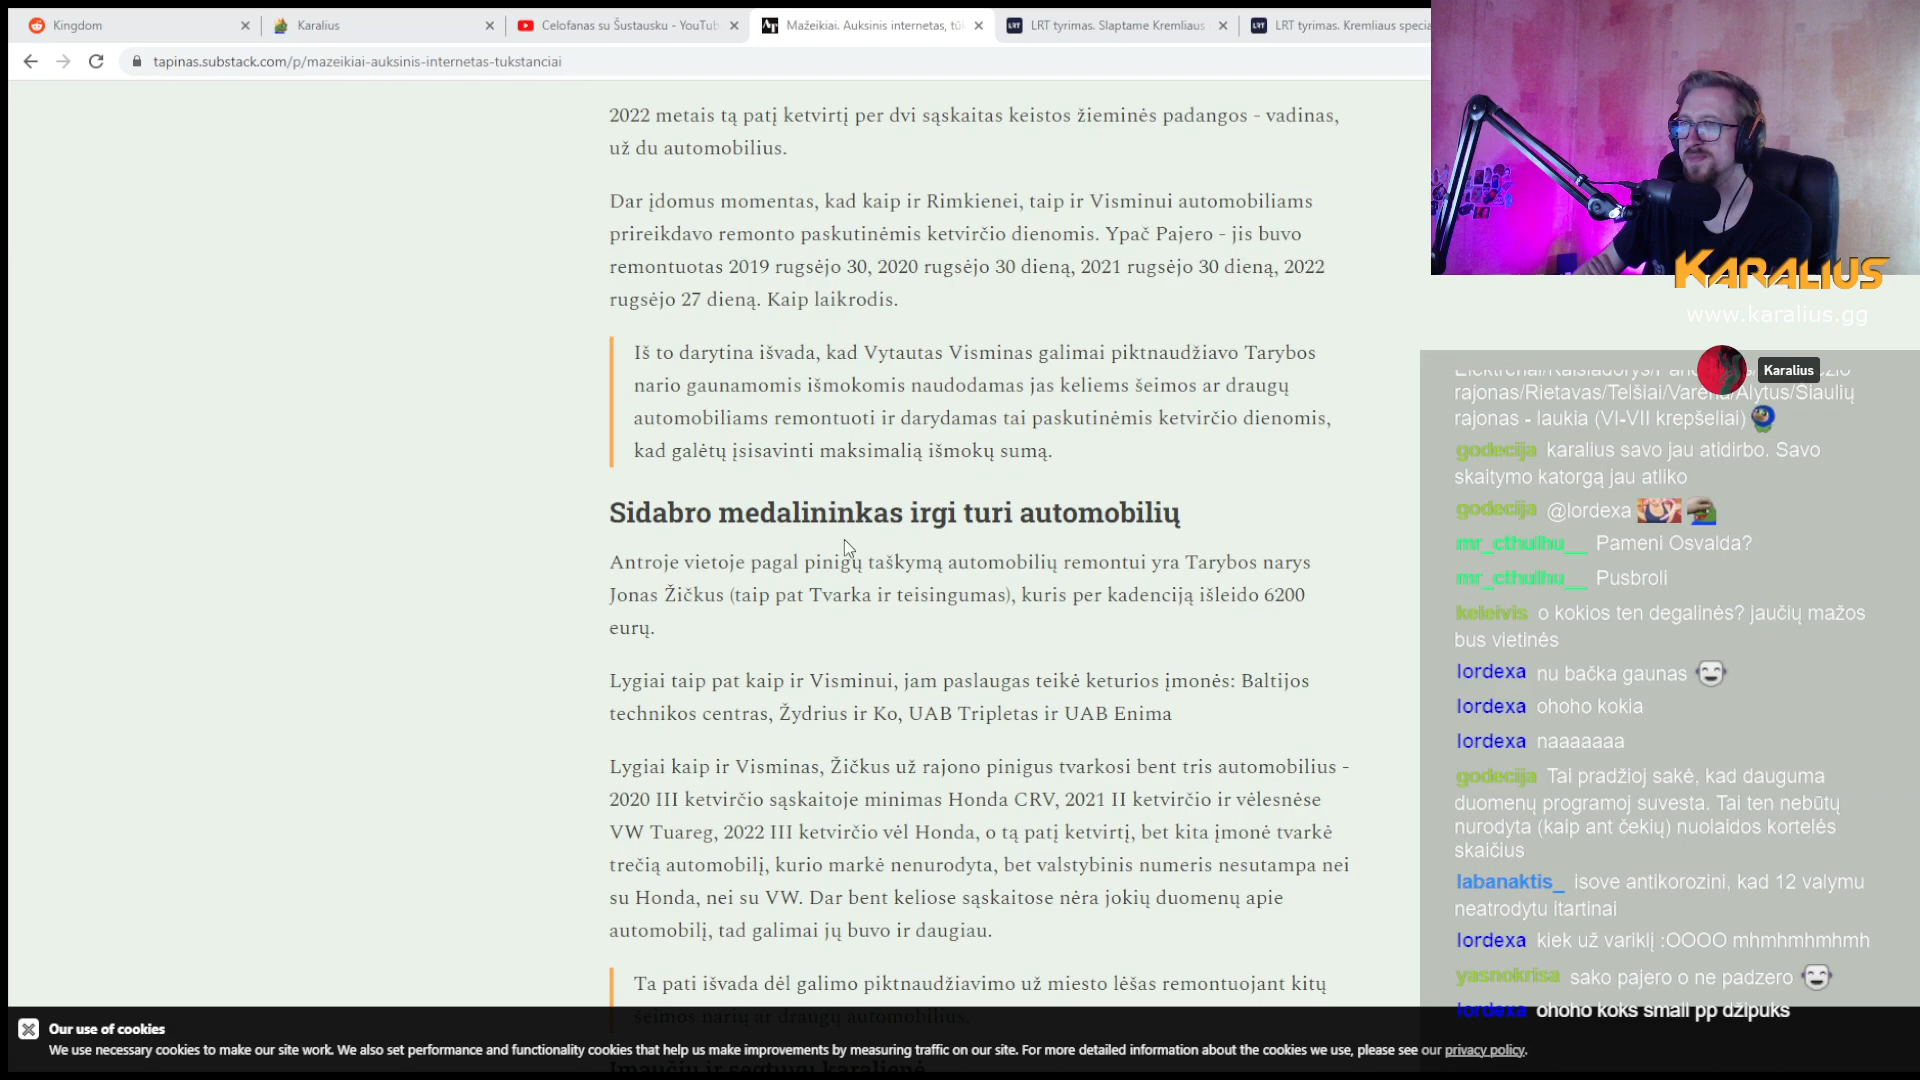 Kingdom
Karalius
Celofanas su Šustausku - YouTub
Mažeikiai. Auksinis internetas, tūk
LRT tyrimas. Slaptame Kremliaus
LRT tyrimas. Kremliaus specia
tapinas.substack.com/p/mazeikiai-auksinis-internetas-tukstanciai
2022 metais tą patį ketvirtį per dvi sąskaitas keistos žieminės padangos - vadinas,
už du automobilius.
Dar įdomus momentas, kad kaip ir Rimkienei, taip ir Visminui automobiliams
prireikdavo remonto paskutinėmis ketvirčio dienomis. Ypač Pajero - jis buvo
remontuotas 2019 rugsėjo 30, 2020 rugsėjo 30 dieną, 2021 rugsėjo 30 dieną, 2022
rugsėjo 27 dieną. Kaip laikrodis.
Iš to darytina išvada, kad Vytautas Visminas galimai piktnaudžiavo Tarybos
nario gaunamomis išmokomis naudodamas jas keliems šeimos ar draugų
automobiliams remontuoti ir darydamas tai paskutinėmis ketvirčio dienomis,
kad galėtų įsisavinti maksimalią išmokų sumą.
Sidabro medalininkas irgi turi automobilių
Antroje vietoje pagal pinigų taškymą automobilių remontui yra Tarybos narys
Jonas Žičkus (taip pat Tvarka ir teisingumas), kuris per kadenciją išleido 6200
eurų.
Lygiai taip pat kaip ir Visminui, jam paslaugas teikė keturios įmonės: Baltijos
technikos centras, Žydrius ir Ko, UAB Tripletas ir UAB Enima
Lygiai kaip ir Visminas, Žičkus už rajono pinigus tvarkosi bent tris automobilius -
2020 III ketvirčio sąskaitoje minimas Honda CRV, 2021 II ketvirčio ir vėlesnėse
VW Tuareg, 2022 III ketvirčio vėl Honda, o tą patį ketvirtį, bet kita įmonė tvarkė
trečią automobilį, kurio markė nenurodyta, bet valstybinis numeris nesutampa nei
su Honda, nei su VW. Dar bent keliose sąskaitose nėra jokių duomenų apie
automobilį, tad galimai jų buvo ir daugiau.
Ta pati išvada dėl galimo piktnaudžiavimo už miesto lėšas remontuojant kitų
šeimos narių ar draugų automobilius.
Our use of cookies
We use necessary cookies to make our site work. We also set performance and functionality cookies that help us make improvements by measuring traffic on our site. For more detailed information about the cookies we use, please see our privacy policy.
KARALIUS
www.karalius.gg
Karalius
rajonas/Rietavas/Telšiai/Varėna/Alytus/Šiaulių
rajonas - laukia (VI-VII krepšeliai)
godecija karalius savo jau atidirbo. Savo
skaitymo katorgą jau atliko
godecija @lordexa
mr_cthulhu__ Pameni Osvalda?
mr_cthulhu__ Pusbroli
keleivis o kokios ten degalinės? jaučių mažos
bus vietinės
lordexa nu bačka gaunas
lordexa ohoho kokia
lordexa naaaaaaa
godecija Tai pradžioj sakė, kad dauguma
duomenų programoj suvesta. Tai ten nebūtų
nurodyta (kaip ant čekių) nuolaidos kortelės
skaičius
labanaktis_ isove antikorozini, kad 12 valymu
neatrodytu itartinai
lordexa kiek už variklį :OOOO mhmhmhmhmh
yasnokrisa sako pajero o ne padzero
lordexa ohoho koks small pp džipuks